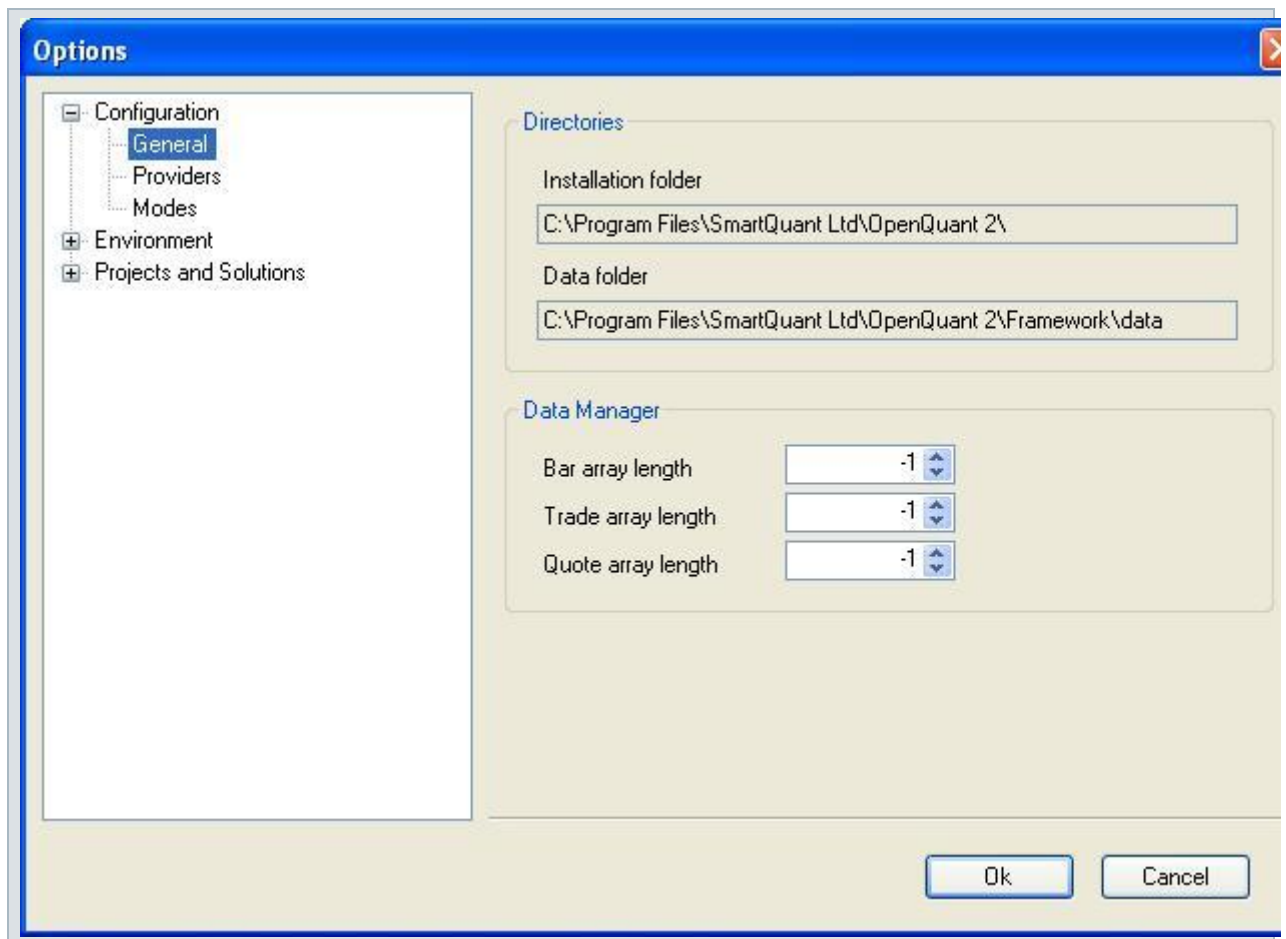 Options
Configuration
General
Providers
Modes
Environment
Projects and Solutions
Directories
Installation folder
C:\Program Files\SmartQuant Ltd\OpenQuant 2\
Data folder
C:\Program Files\SmartQuant Ltd\OpenQuant 2\Framework\data
Data Manager
Bar array length -1
Trade array length -1
Quote array length -1
Ok Cancel